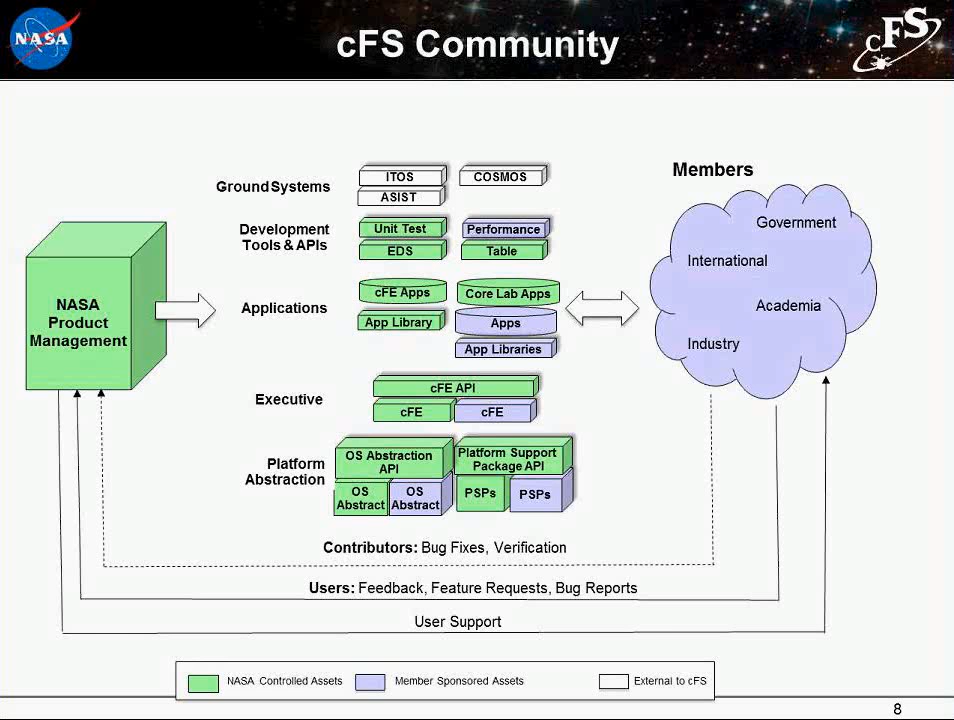 NASA
cFS Community
cFS
Members
Ground Systems
ITOS
COSMOS
ASIST
Development
Tools & APIs
Unit Test
Performance
EDS
Table
Applications
cFE Apps
Core Lab Apps
App Library
Apps
App Libraries
Executive
cFE API
cFE
cFE
Platform
Abstraction
OS Abstraction
API
Platform Support
Package API
OS
Abstract
OS
Abstract
PSPs
PSPs
NASA
Product
Management
Government
International
Academia
Industry
Contributors: Bug Fixes, Verification
Users: Feedback, Feature Requests, Bug Reports
User Support
NASA Controlled Assets
Member Sponsored Assets
External to cFS
8